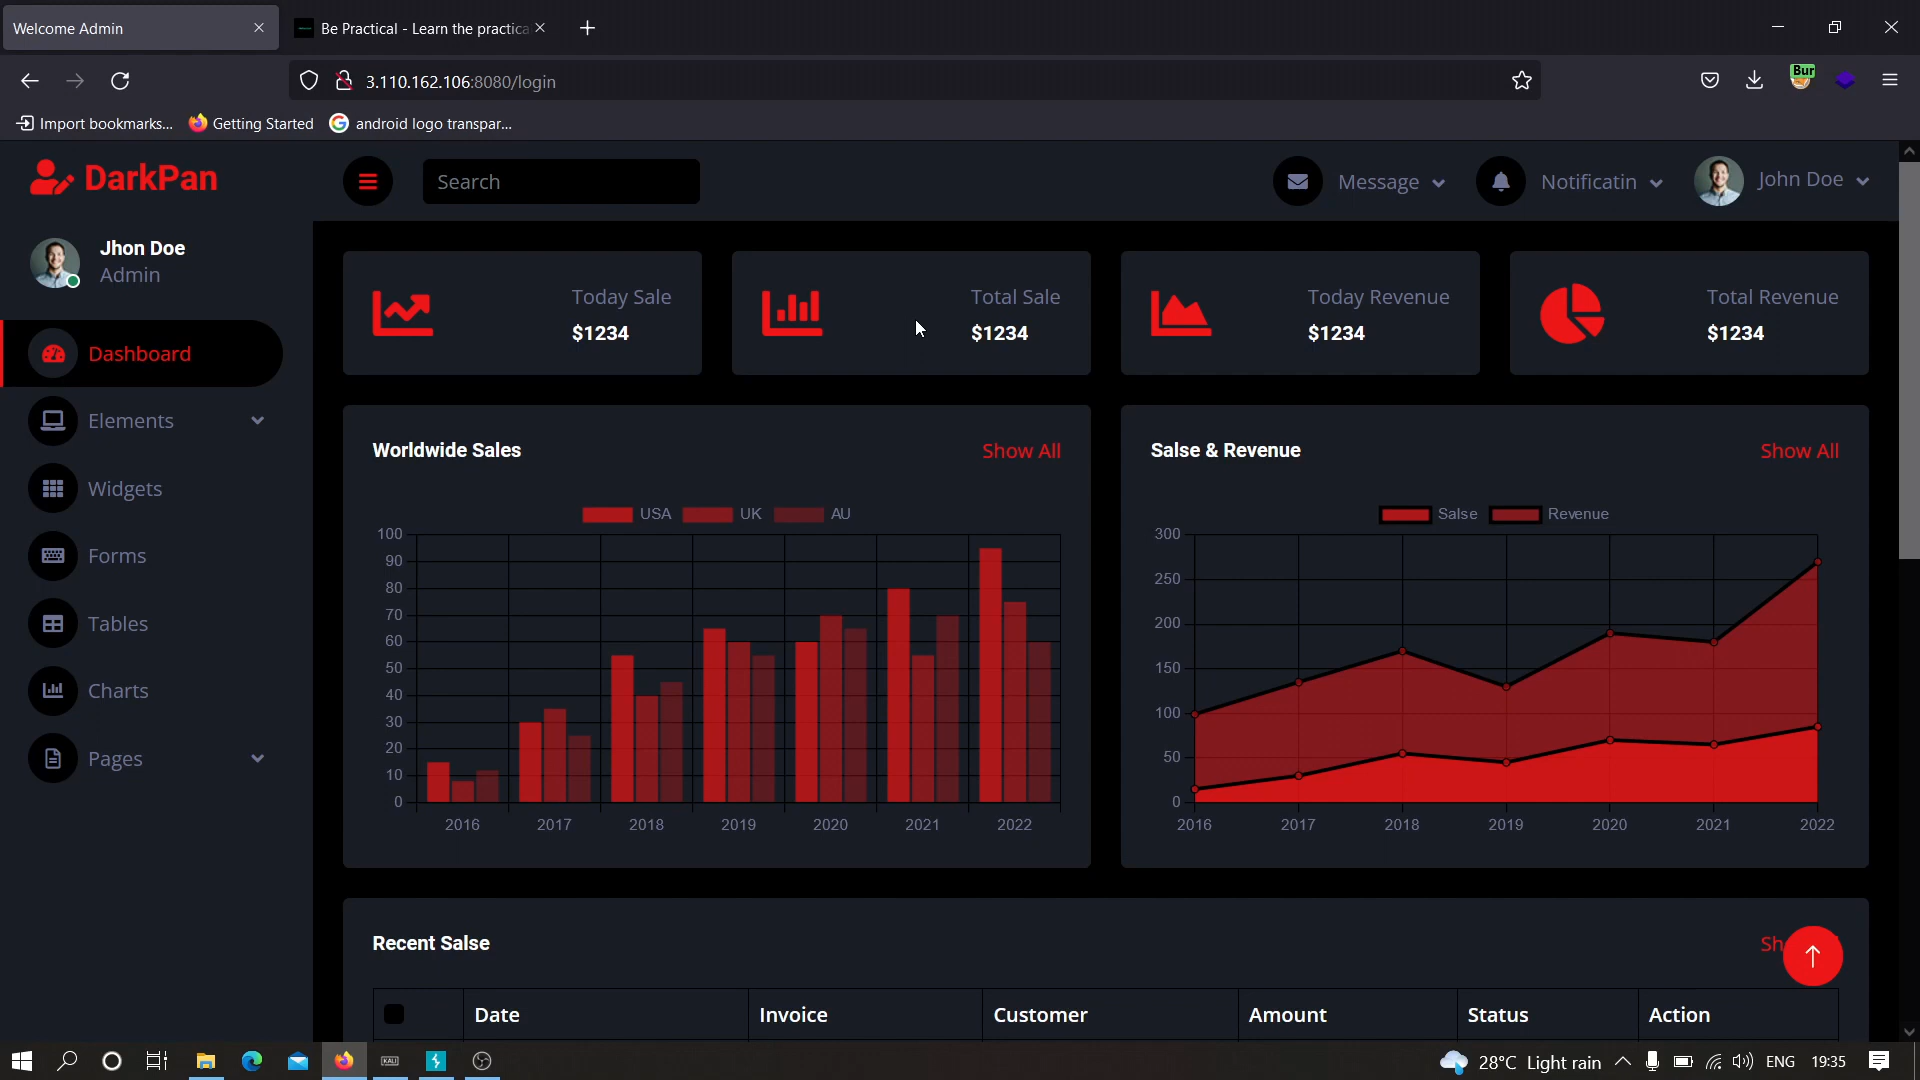 Welcome Admin
Be Practical - Learn the practica
3.110.162.106:8080/login
Bur
Import bookmarks...
Getting Started
android logo transpar...
DarkPan
Search
Message
Notificatin
John Doe
Jhon Doe
Admin
Dashboard
Elements
Widgets
Forms
Tables
Charts
Pages
Today Sale
$1234
Total Sale
$1234
Today Revenue
$1234
Total Revenue
$1234
Worldwide Sales
Show All
USA UK AU
100
90
80
70
60
50
40
30
20
10
0
2016 2017 2018 2019 2020 2021 2022
Salse & Revenue
Show All
Salse Revenue
300
250
200
150
100
50
0
2016 2017 2018 2019 2020 2021 2022
Recent Salse
Date Invoice Customer Amount Status Action
KALI
28°C Light rain
ENG
19:35